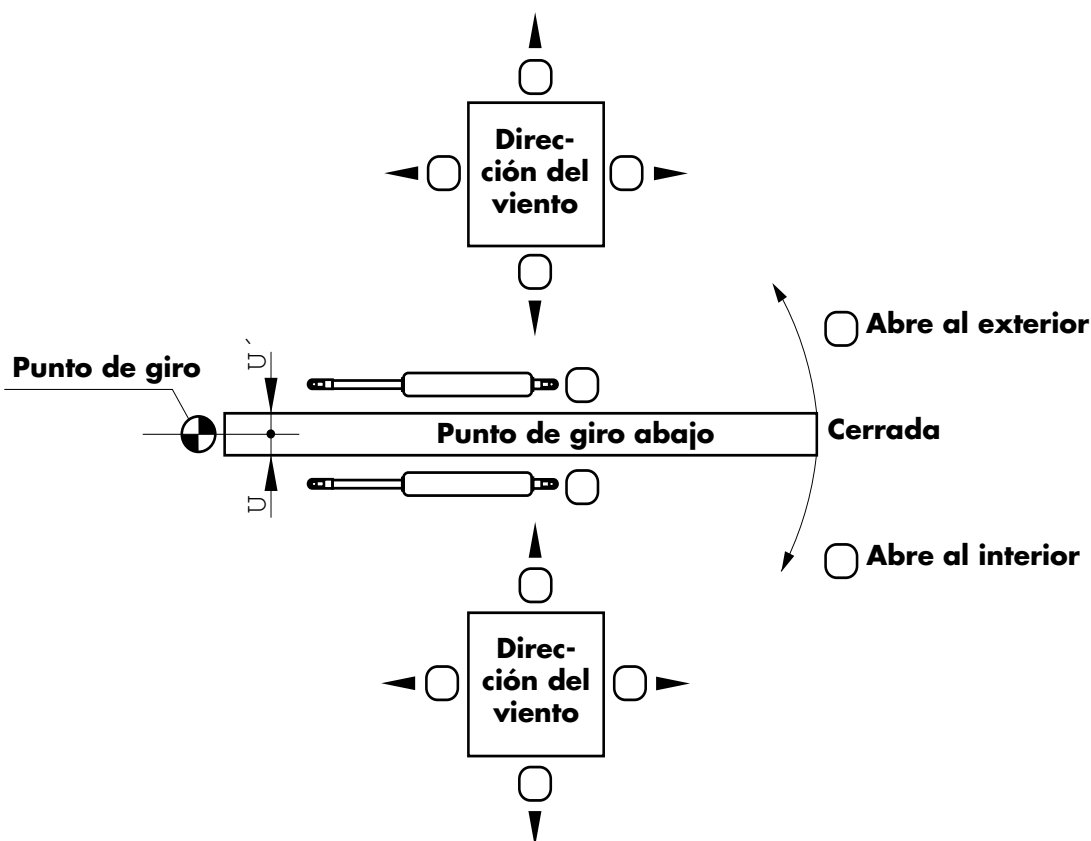 Direc-
ción del
viento
Abre al exterior
Punto de giro
Punto de giro abajo
Cerrada
Abre al interior
Direc-
ción del
viento